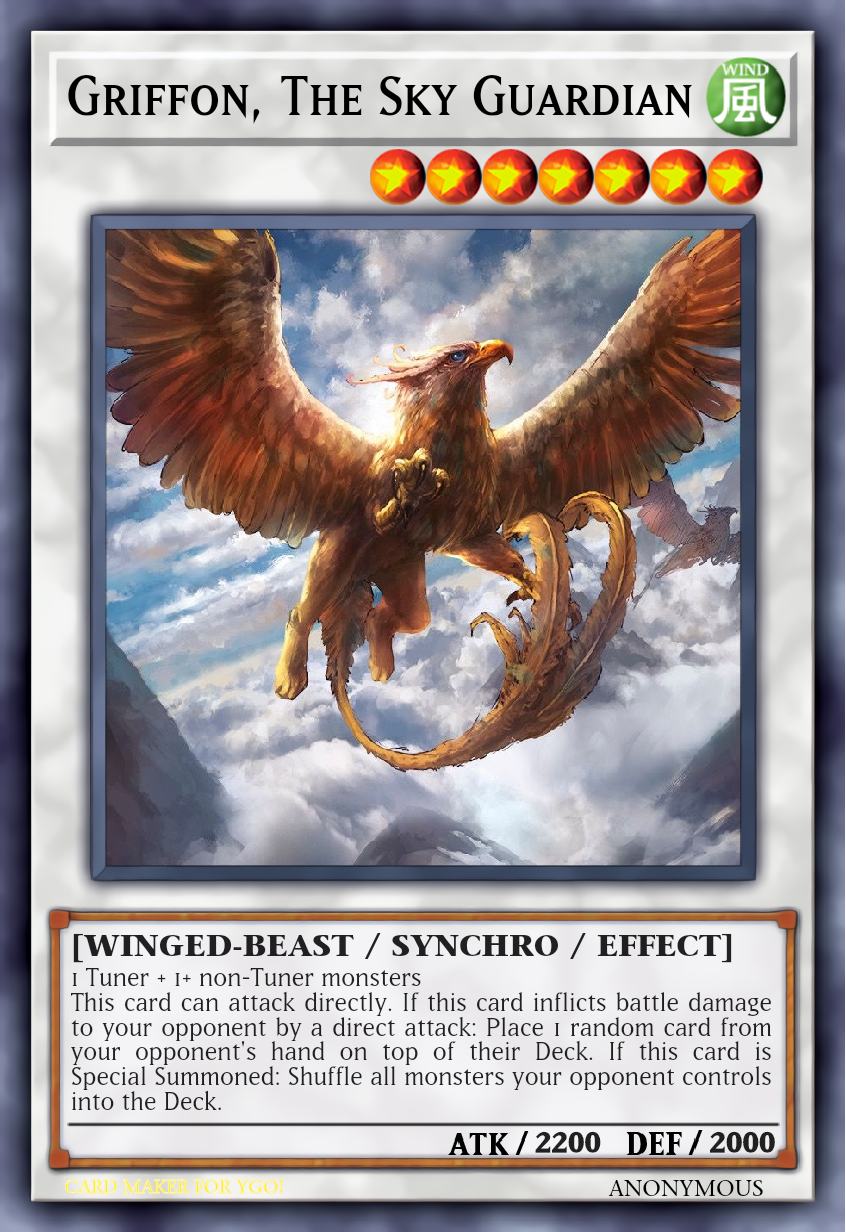 Griffon, The Sky Guardian
WIND
風
[WINGED-BEAST / SYNCHRO / EFFECT]
1 Tuner + 1+ non-Tuner monsters
This card can attack directly. If this card inflicts battle damage
to your opponent by a direct attack: Place 1 random card from
your opponent's hand on top of their Deck. If this card is
Special Summoned: Shuffle all monsters your opponent controls
into the Deck.
ATK / 2200 DEF / 2000
CARD MAKER FOR YGO!
ANONYMOUS